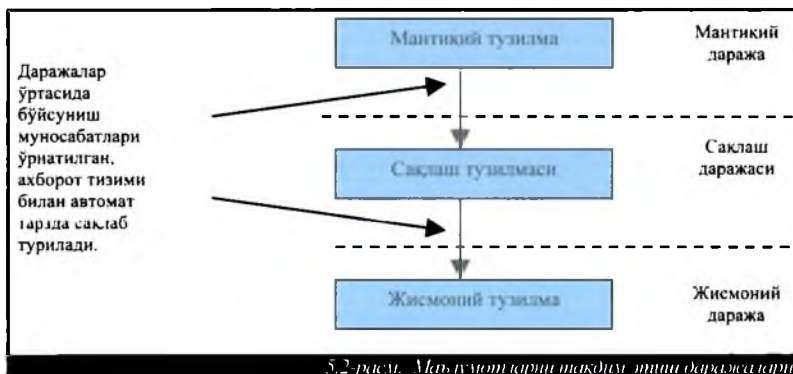 Мантиқий тузилма
Мантиқий
даража
Даражалар
ўртасида
бўйсуниш
муносабатлари
ўрнатилган,
ахборот тизими
билан автомат
тарзда сақлаб
турилади.
Сақлаш тузилмаси
Сақлаш
даражаси
Жисмоний тузилма
Жисмоний
даража
5.2-расм. Маълумотларни тақдим этиш даражалари